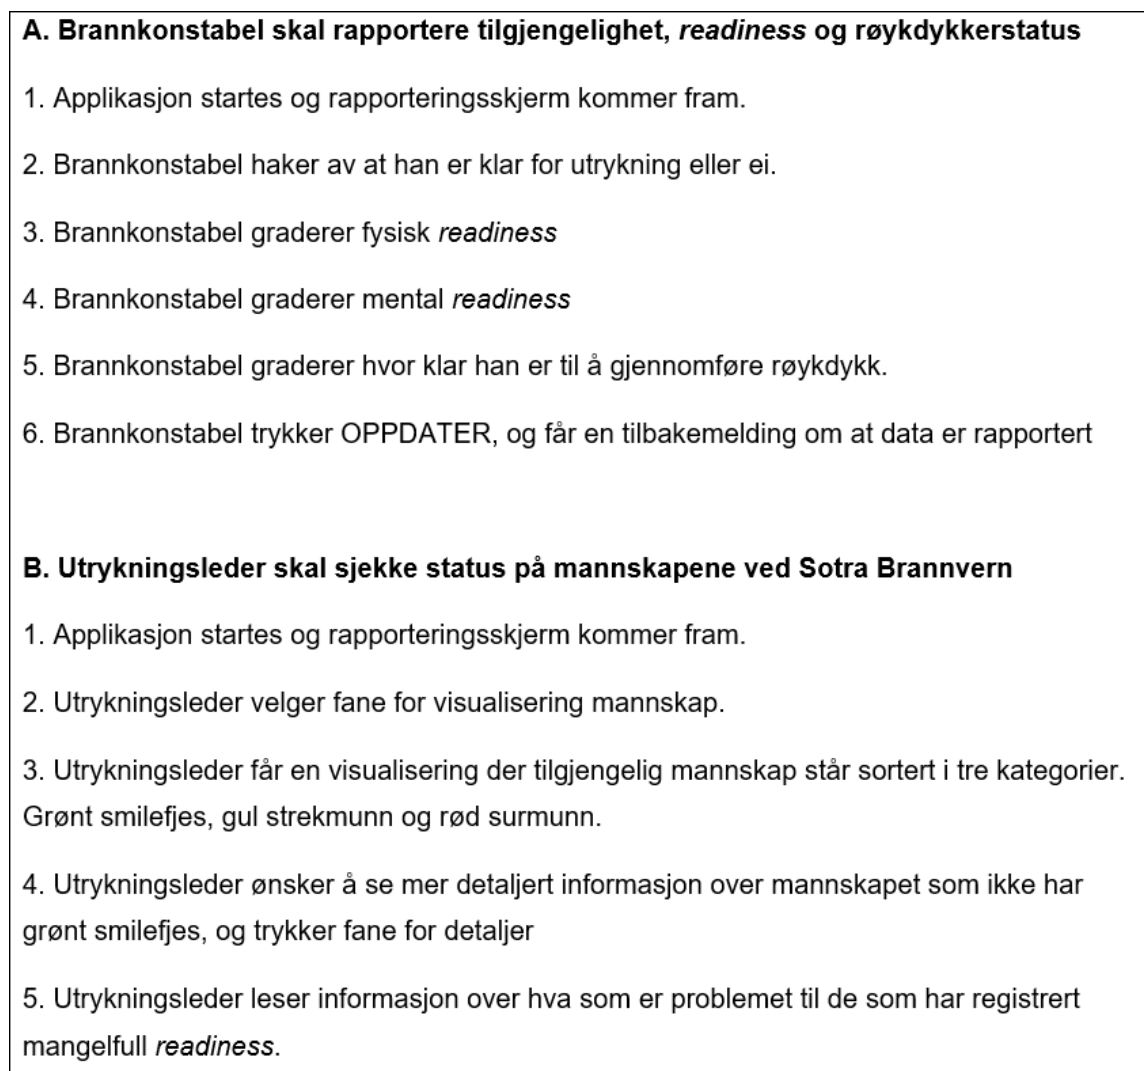 A. Brannkonstabel skal rapportere tilgjengelighet, readiness og røykdykkerstatus
1. Applikasjon startes og rapporteringsskjerm kommer fram.
2. Brannkonstabel haker av at han er klar for utrykning eller ei.
3. Brannkonstabel graderer fysisk readiness
4. Brannkonstabel graderer mental readiness
5. Brannkonstabel graderer hvor klar han er til å gjennomføre røykdykk.
6. Brannkonstabel trykker OPPDATER, og får en tilbakemelding om at data er rapportert
B. Utrykningsleder skal sjekke status på mannskapene ved Sotra Brannvern
1. Applikasjon startes og rapporteringsskjerm kommer fram.
2. Utrykningsleder velger fane for visualisering mannskap.
3. Utrykningsleder får en visualisering der tilgjengelig mannskap står sortert i tre kategorier.
Grønt smilefjes, gul strekmunn og rød surmunn.
4. Utrykningsleder ønsker å se mer detaljert informasjon over mannskapet som ikke har
grønt smilefjes, og trykker fane for detaljer
5. Utrykningsleder leser informasjon over hva som er problemet til de som har registrert
mangelfull readiness.